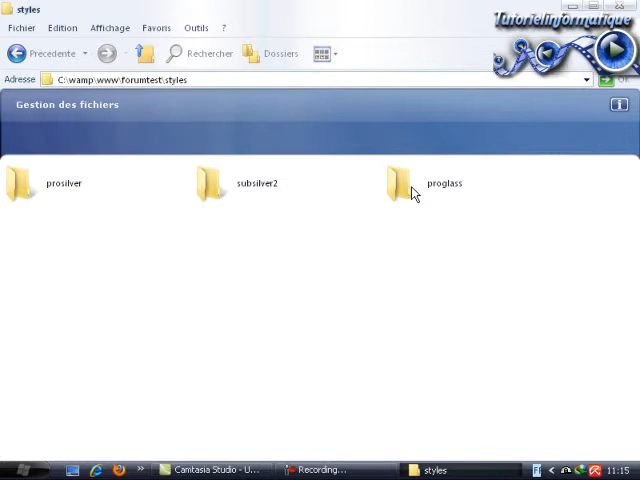 styles
Tutorielinformatique
Fichier Edition Affichage Favoris Outils ?
Precedente Rechercher Dossiers
Adresse C:\wamp\www\forumtest\styles
Gestion des fichiers
prosilver subsilver2 proglass
Camtasia Studio - U... Recording... styles FR 11:15